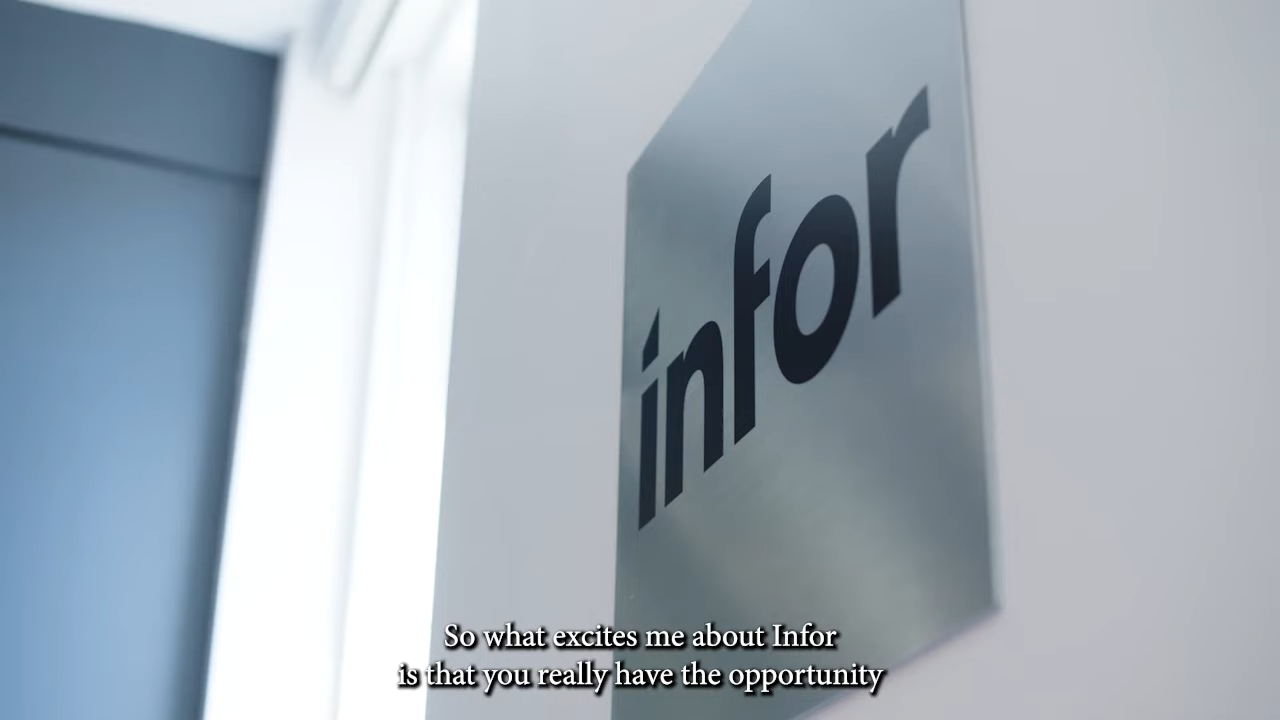 infor
So what excites me about Infor
is that you really have the opportunity